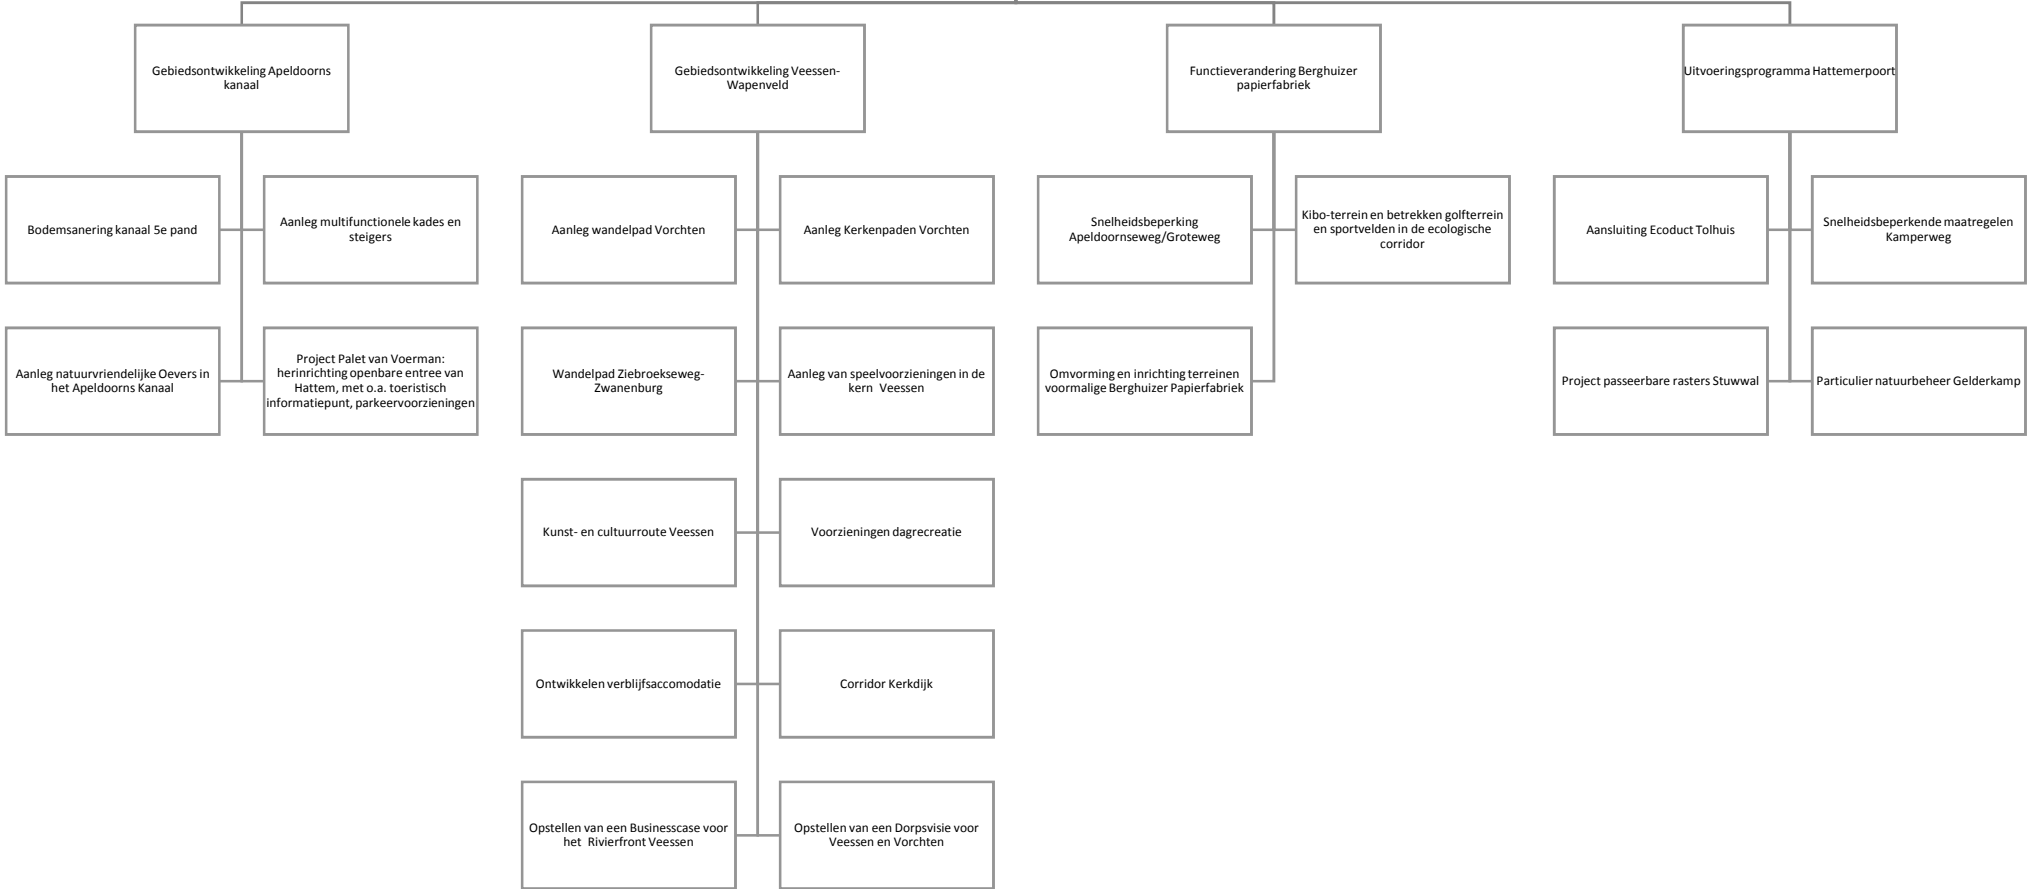 Gebiedsontwikkeling Apeldoorns
kanaal
Gebiedsontwikkeling Veessen-
Wapenveld
Functieverandering Berghuizer
papierfabriek
Uitvoeringsprogramma Hattemerpoort
Bodemsanering kanaal 5e pand
Aanleg multifunctionele kades en
steigers
Aanleg natuurvriendelijke Oevers in
het Apeldoorns Kanaal
Project Palet van Voerman:
herinrichting openbare entree van
Hattem, met o.a. toeristisch
informatiepunt, parkeervoorzieningen
Aanleg wandelpad Vorchten
Aanleg Kerkenpaden Vorchten
Wandelpad Ziebroekseweg-
Zwanenburg
Aanleg van speelvoorzieningen in de
kern Veessen
Kunst- en cultuurroute Veessen
Voorzieningen dagrecreatie
Ontwikkelen verblijfsaccomodatie
Corridor Kerkdijk
Opstellen van een Businesscase voor
het Rivierfront Veessen
Opstellen van een Dorpsvisie voor
Veessen en Vorchten
Snelheidsbeperking
Apeldoornseweg/Groteweg
Kibo-terrein en betrekken golfterrein
en sportvelden in de ecologische
corridor
Omvorming en inrichting terreinen
voormalige Berghuizer Papierfabriek
Aansluiting Ecoduct Tolhuis
Snelheidsbeperkende maatregelen
Kamperweg
Project passeerbare rasters Stuwwal
Particulier natuurbeheer Gelderkamp